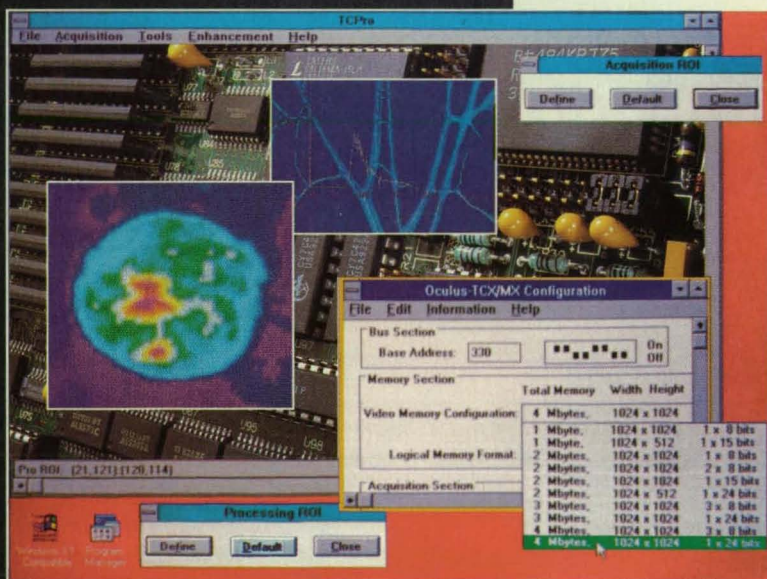 TCPro
File Acquisition Tools Enhancement Help
Acquisition ROI
Define Default Close
Oculus-TCX/MX Configuration
File Edit Information Help
Bus Section
Base Address: 330
On
Off
Memory Section
Total Memory Width Height
Video Memory Configuration: 4 Mbytes, 1024 x 1024
1 Mbyte, 1024 x 1024 1 x 8 bits
1 Mbyte, 1024 x 512 1 x 15 bits
2 Mbytes, 1024 x 1024 1 x 8 bits
2 Mbytes, 1024 x 1024 2 x 8 bits
2 Mbytes, 1024 x 1024 1 x 15 bits
2 Mbytes, 1024 x 512 1 x 24 bits
3 Mbytes, 1024 x 1024 3 x 8 bits
3 Mbytes, 1024 x 1024 1 x 24 bits
4 Mbytes, 1024 x 1024 3 x 8 bits
4 Mbytes, 1024 x 1024 1 x 24 bits
Logical Memory Format:
Acquisition Section
Pro ROI: (21,121) (120,114)
Processing ROI
Define Default Close
Program
Manager
U94
U85
U78
U95
U98